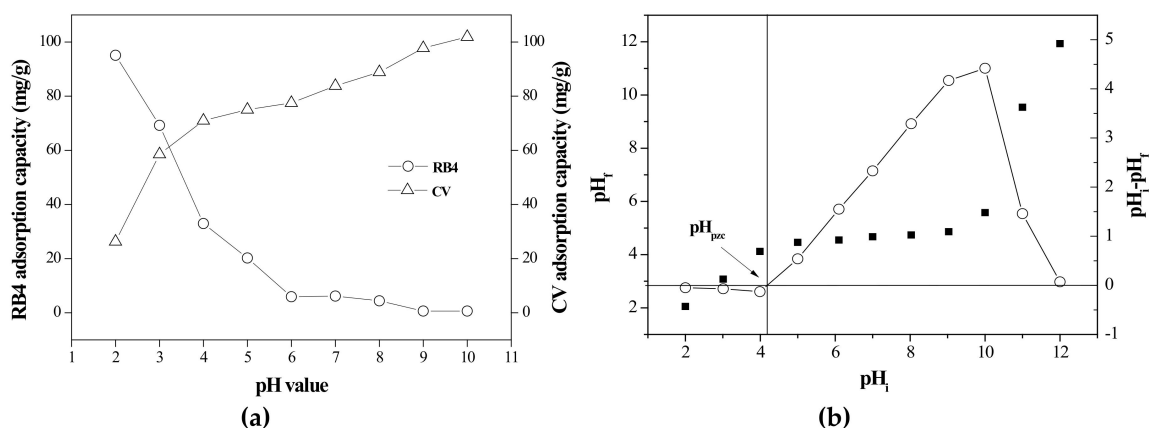 RB4 adsorption capacity (mg/g)
100
80
60
40
20
0
RB4
CV
100
80
60
40
20
0
CV adsorption capacity (mg/g)
1 2 3 4 5 6 7 8 9 10 11
pH value
(a)
pHf
12
10
8
6
4
2
pHpzc
5
4
3
2
1
0
-1
pHi-pHf
2 4 6 8 10 12
pHi
(b)